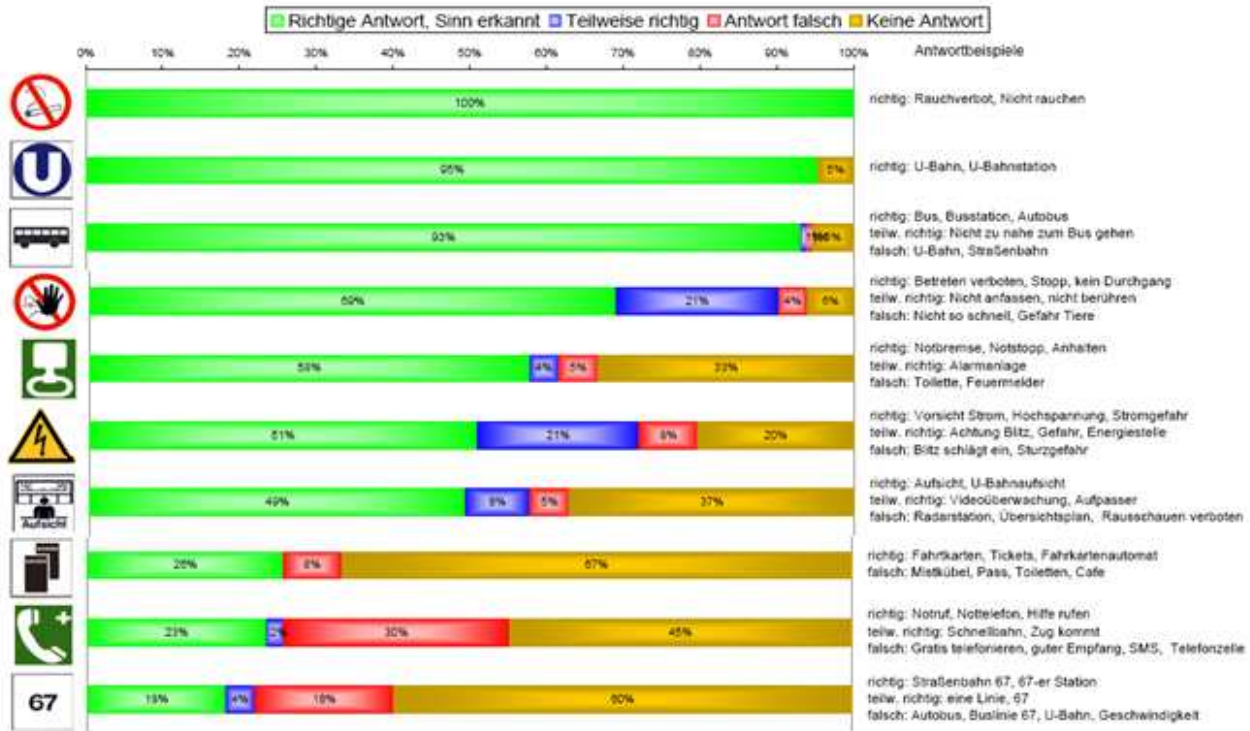 Richtige Antwort, Sinn erkannt Teilweise richtig Antwort falsch Keine Antwort
0% 10% 20% 30% 40% 50% 60% 70% 80% 90% 100% Antwortbeispiele
100% richtig: Rauchverbot, Nicht rauchen
U 95% 5% richtig: U-Bahn, U-Bahnstation
richtig: Bus, Busstation, Autobus
93% teilw. richtig: Nicht zu nahe zum Bus gehen
falsch: U-Bahn, Straßenbahn
richtig: Betreten verboten, Stopp, kein Durchgang
69% 21% 4% 6% teilw. richtig: Nicht anfassen, nicht berühren
falsch: Nicht so schnell, Gefahr Tiere
richtig: Notbremse, Notstopp, Anhalten
58% 4% 5% 33% teilw. richtig: Alarmanlage
falsch: Toilette, Feuermelder
richtig: Vorsicht Strom, Hochspannung, Stromgefahr
51% 21% 8% 20% teilw. richtig: Achtung Blitz, Gefahr, Energiestelle
falsch: Blitz schlägt ein, Sturzgefahr
richtig: Aufsicht, U-Bahnaufsicht
49% 8% 5% 37% teilw. richtig: Videoüberwachung, Aufpasser
Aufsicht falsch: Radarstation, Übersichtsplan, Rausschauen verboten
richtig: Fahrtkarten, Tickets, Fahrkartenautomat
26% 8% 67% falsch: Mistkübel, Pass, Toiletten, Cafe
richtig: Notruf, Nottelefon, Hilfe rufen
23% 2% 30% 45% teilw. richtig: Schnellbahn, Zug kommt
falsch: Gratis telefonieren, guter Empfang, SMS, Telefonzelle
richtig: Straßenbahn 67, 67-er Station
67 4% 18% 60% teilw. richtig: eine Linie, 67
falsch: Autobus, Buslinie 67, U-Bahn, Geschwindigkeit